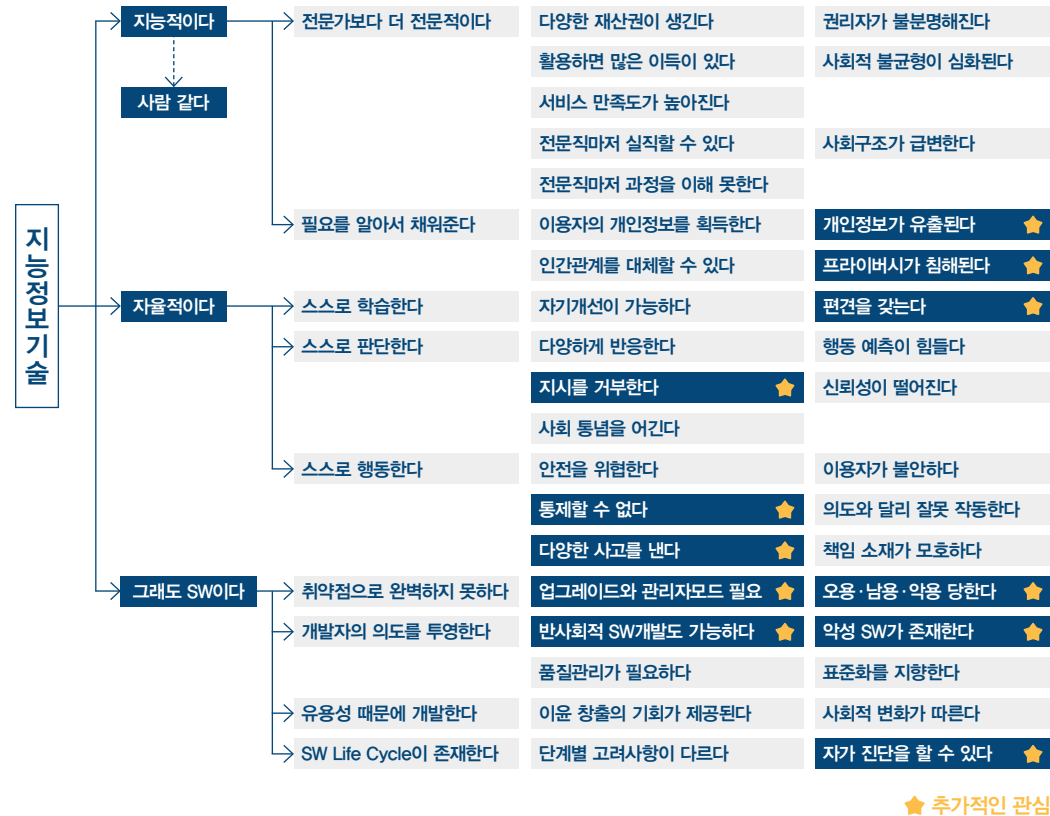 지능정보기술
지능적이다
전문가보다 더 전문적이다
다양한 재산권이 생긴다
권리자가 불분명해진다
활용하면 많은 이득이 있다
사회적 불균형이 심화된다
사람 같다
서비스 만족도가 높아진다
전문직마저 실직할 수 있다
사회구조가 급변한다
전문직마저 과정을 이해 못한다
필요를 알아서 채워준다
이용자의 개인정보를 획득한다
개인정보가 유출된다
인간관계를 대체할 수 있다
프라이버시가 침해된다
자율적이다
스스로 학습한다
자기개선이 가능하다
편견을 갖는다
스스로 판단한다
다양하게 반응한다
행동 예측이 힘들다
지시를 거부한다
신뢰성이 떨어진다
사회 통념을 어긴다
스스로 행동한다
안전을 위협한다
이용자가 불안하다
통제할 수 없다
의도와 달리 잘못 작동한다
다양한 사고를 낸다
책임 소재가 모호하다
그래도 SW이다
취약점으로 완벽하지 못하다
업그레이드와 관리자모드 필요
오용·남용·악용 당한다
개발자의 의도를 투영한다
반사회적 SW개발도 가능하다
악성 SW가 존재한다
품질관리가 필요하다
표준화를 지향한다
유용성 때문에 개발한다
이윤 창출의 기회가 제공된다
사회적 변화가 따른다
SW Life Cycle이 존재한다
단계별 고려사항이 다르다
자가 진단을 할 수 있다
추가적인 관심